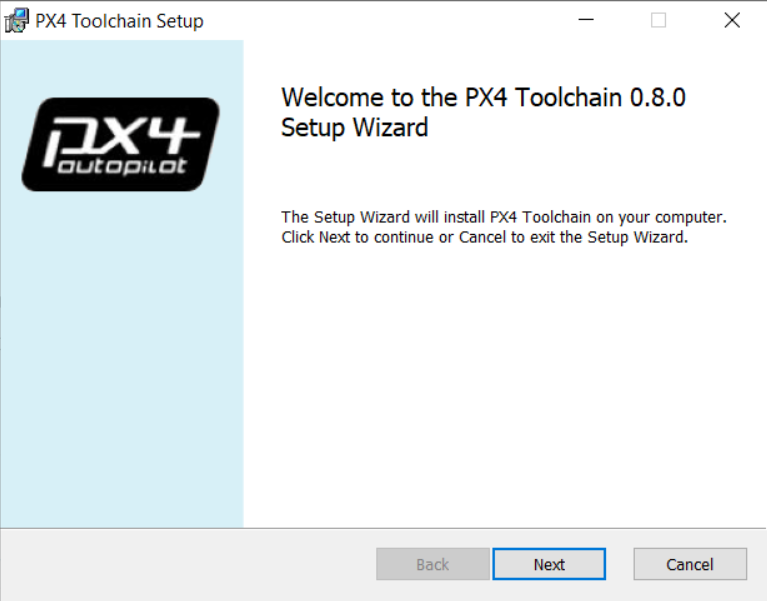 PX4 Toolchain Setup
px4
autopilot
Welcome to the PX4 Toolchain 0.8.0
Setup Wizard
The Setup Wizard will install PX4 Toolchain on your computer.
Click Next to continue or Cancel to exit the Setup Wizard.
Back
Next
Cancel